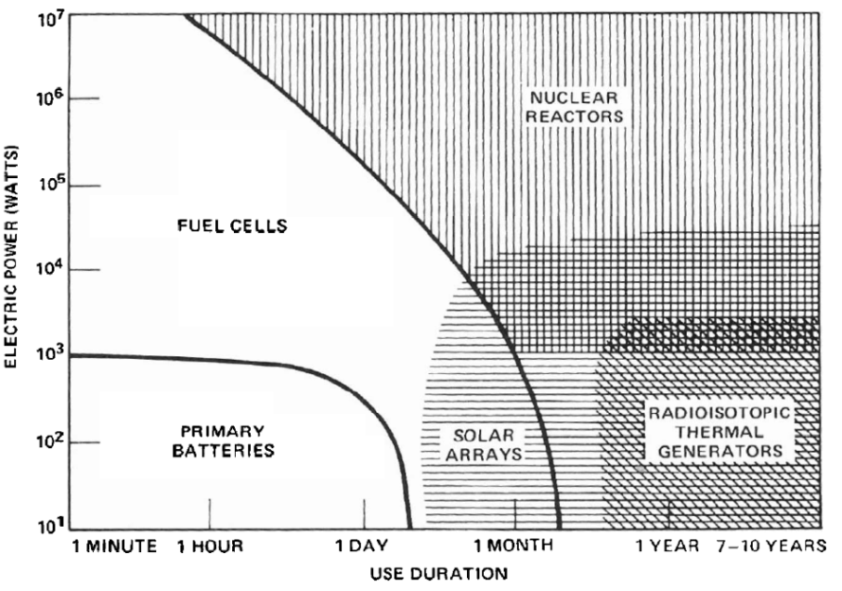 10⁷
10⁶
10⁵
10⁴
10³
10²
10¹
ELECTRIC POWER (WATTS)
NUCLEAR
REACTORS
FUEL CELLS
PRIMARY
BATTERIES
SOLAR
ARRAYS
RADIOISOTOPIC
THERMAL
GENERATORS
1 MINUTE 1 HOUR 1 DAY 1 MONTH 1 YEAR 7–10 YEARS
USE DURATION